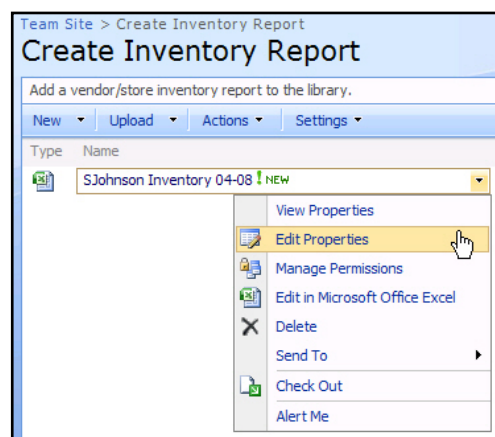 Team Site > Create Inventory Report
Create Inventory Report
Add a vendor/store inventory report to the library.
New Upload Actions Settings
Type Name
SJohnson Inventory 04-08 ! NEW
View Properties
Edit Properties
Manage Permissions
Edit in Microsoft Office Excel
Delete
Send To
Check Out
Alert Me